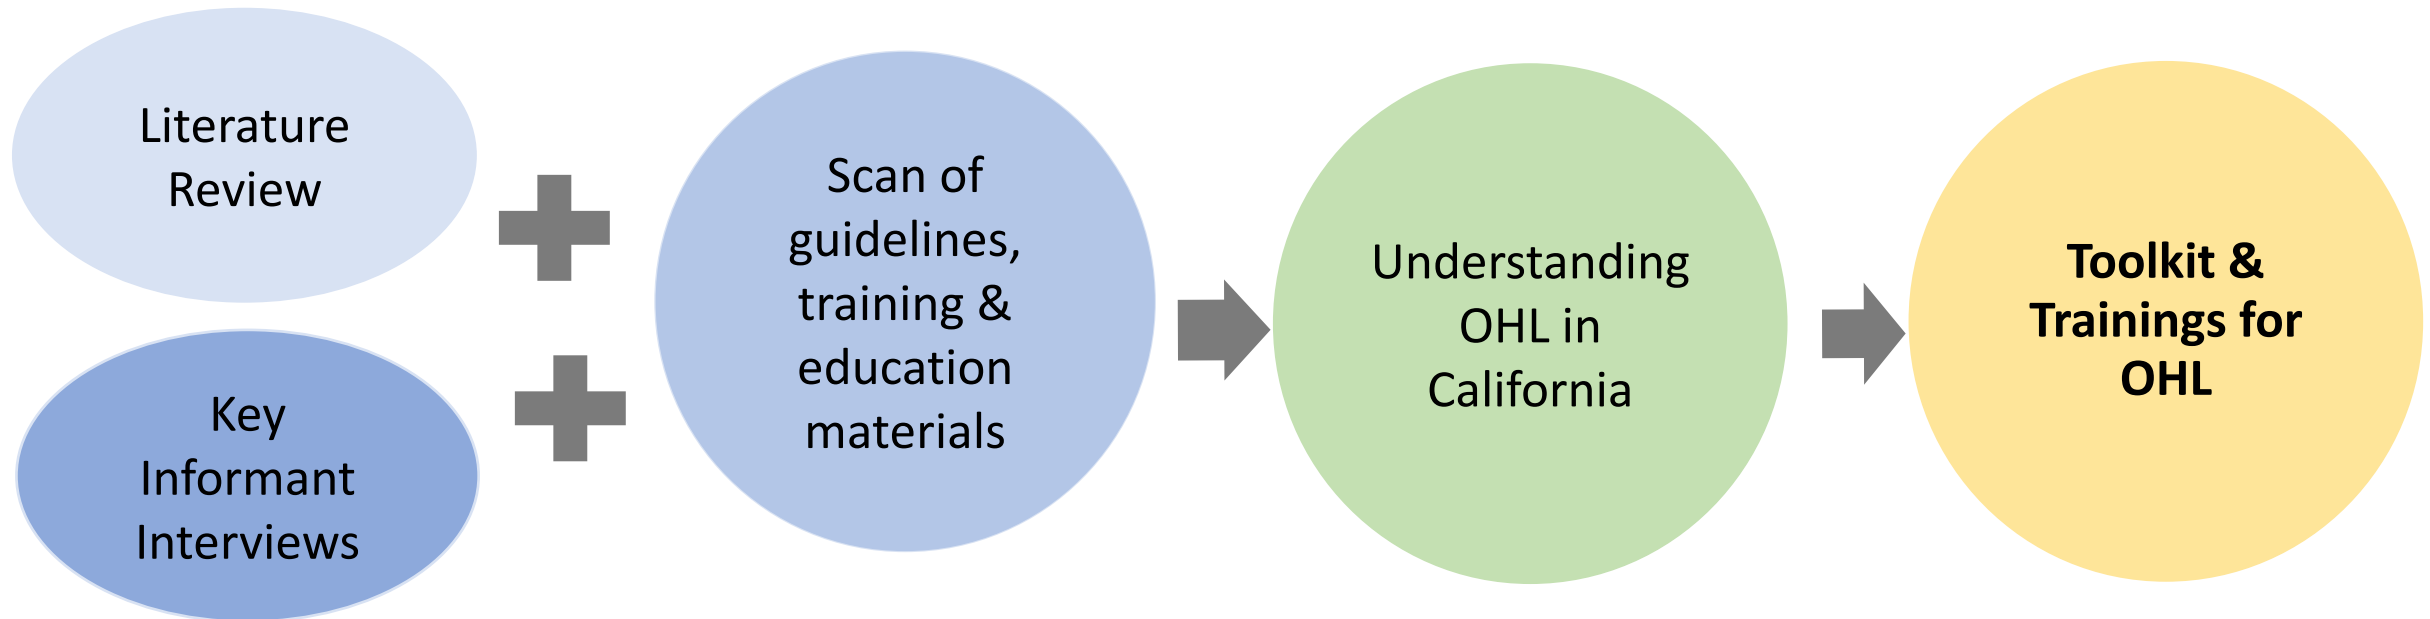 Literature
Review
Key
Informant
Interviews
Scan of
guidelines,
training &
education
materials
Understanding
OHL in
California
Toolkit &
Trainings for
OHL